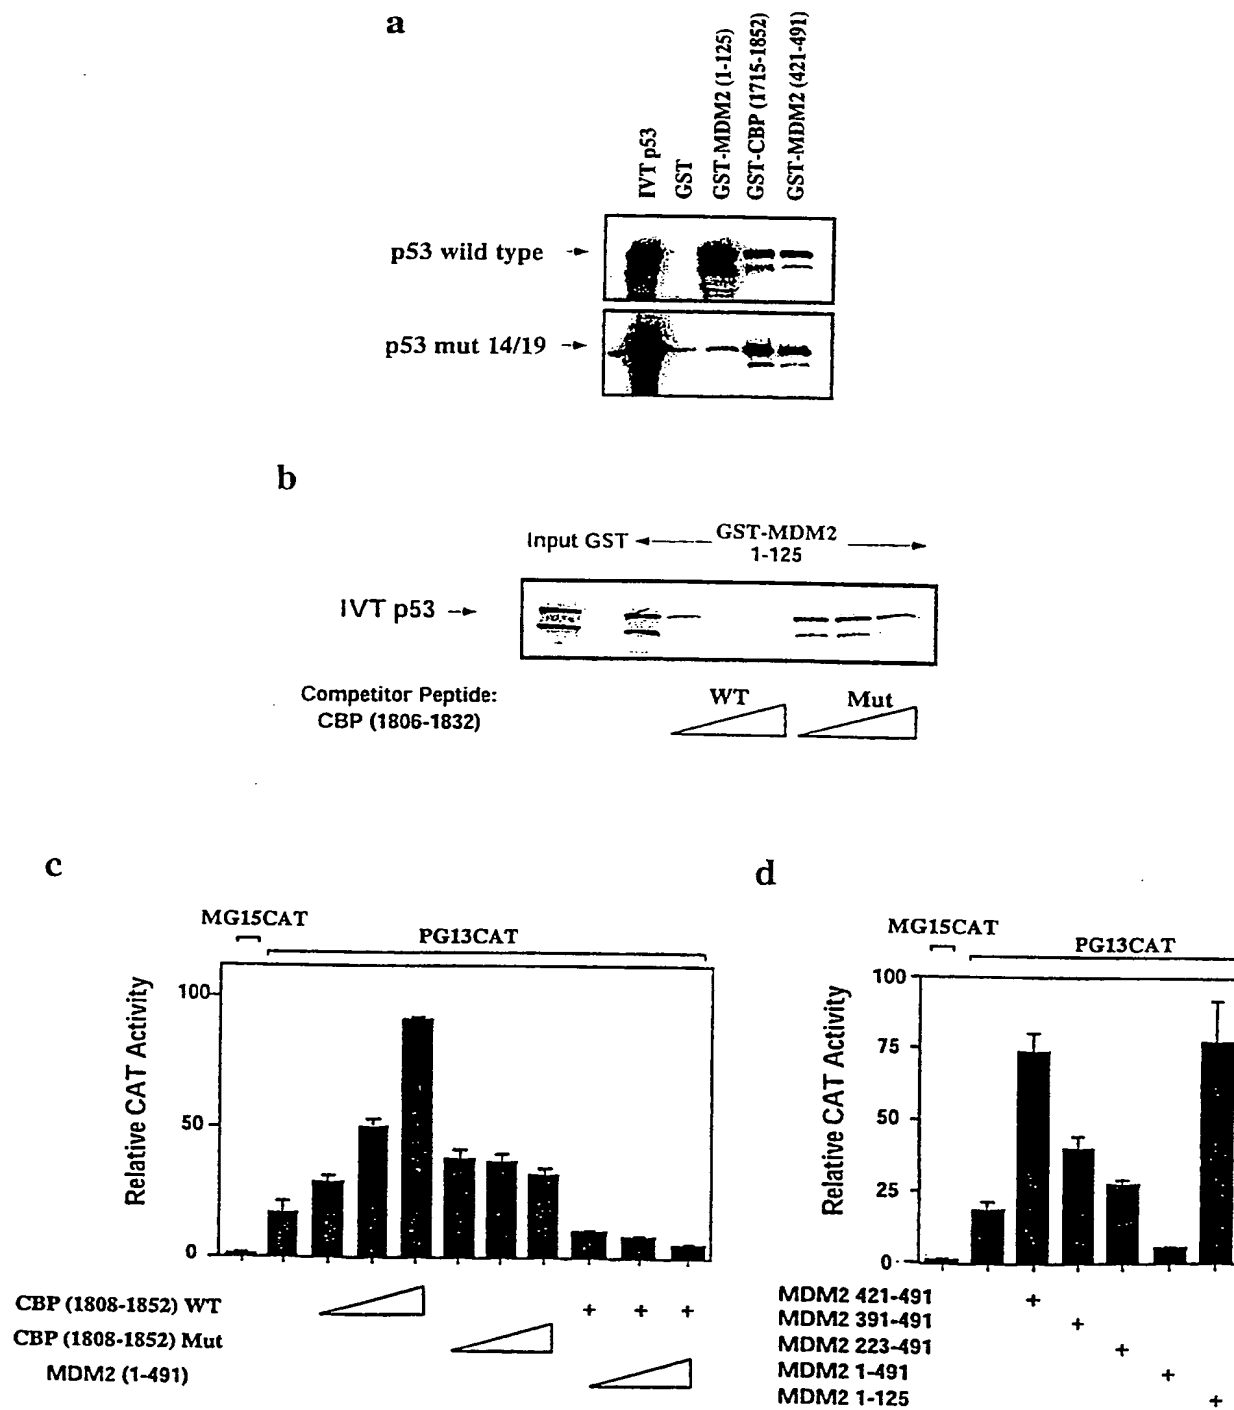 a
IVT p53
GST
GST-MDM2 (1-125)
GST-CBP (1715-1852)
GST-MDM2 (421-491)
p53 wild type
p53 mut 14/19
b
Input GST
GST-MDM2
1-125
IVT p53
Competitor Peptide:
CBP (1806-1832)
WT
Mut
c
MG15CAT
PG13CAT
Relative CAT Activity
100
50
0
CBP (1808-1852) WT
+ + +
CBP (1808-1852) Mut
MDM2 (1-491)
d
MG15CAT
PG13CAT
Relative CAT Activity
100
75
50
25
0
MDM2 421-491 +
MDM2 391-491 +
MDM2 223-491 +
MDM2 1-491 +
MDM2 1-125 +